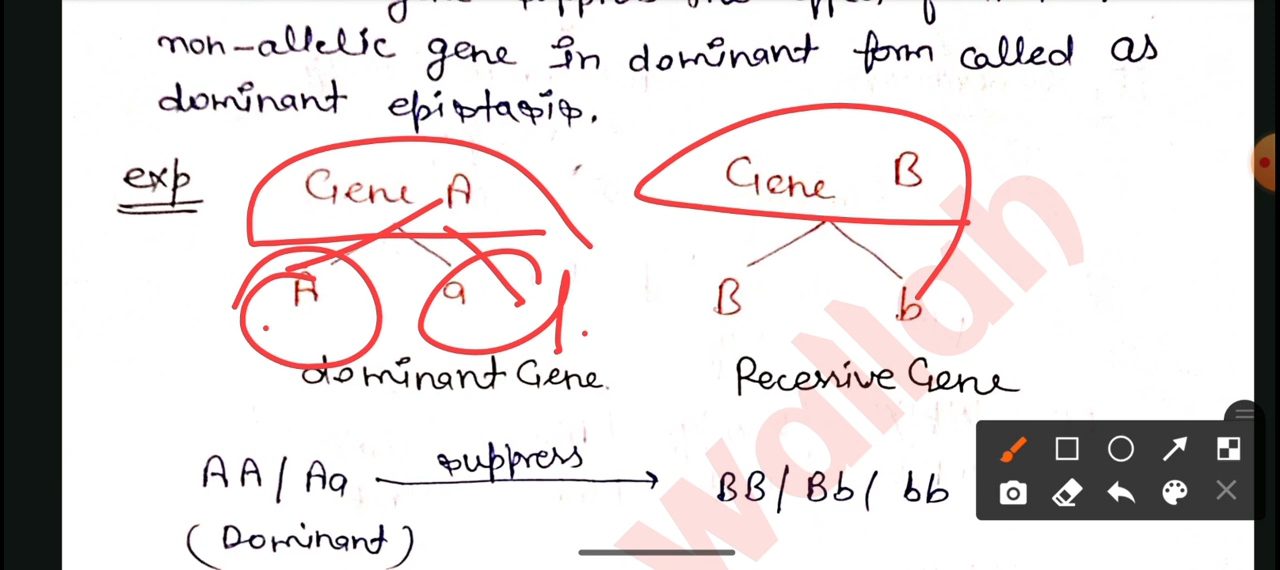 non-allelic gene in dominant form called as
dominant epistasis.
exp
Gene A
Gene B
A
a
B
b
dominant Gene.
Recessive Gene
AA / Aa suppress BB / Bb / bb
(Dominant)
wallah